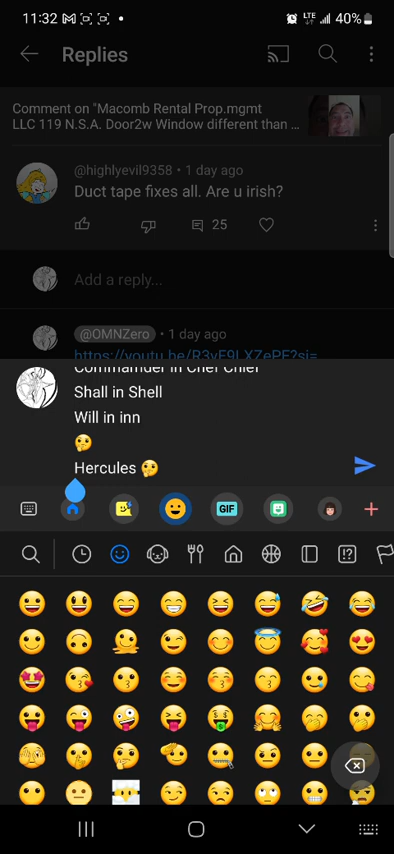 11:32 LTE 40%
Replies
Comment on "Macomb Rental Prop.mgmt
LLC 119 N.S.A. Door2w Window different than ...
@highlyevil9358 • 1 day ago
Duct tape fixes all. Are u irish?
25
Add a reply...
@OMNZero • 1 day ago
https://youtu.be/R3yE9LXZePE?si=
in Chef Chief
Shall in Shell
Will in inn
🤔
Hercules 🤔
GIF
!?